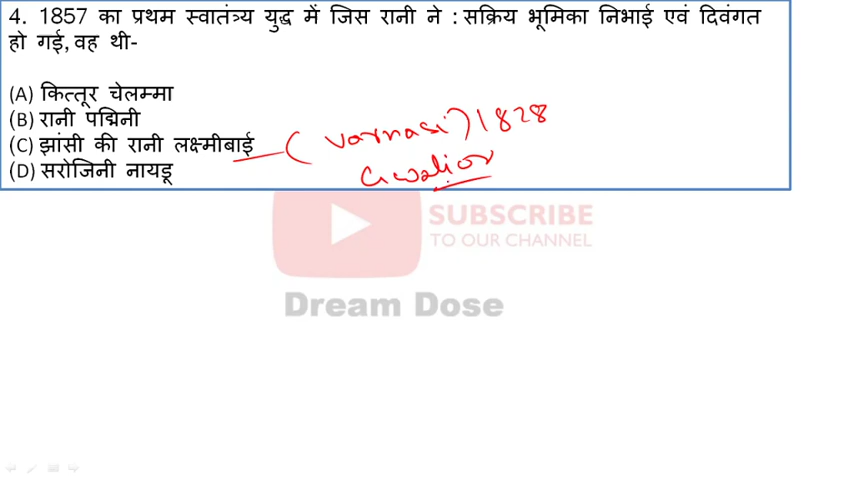 4. 1857 का प्रथम स्वातंत्र्य युद्ध में जिस रानी ने : सक्रिय भूमिका निभाई एवं दिवंगत
हो गई, वह थी-
(A) कित्तूर चेलम्मा
(B) रानी पद्मिनी
(C) झांसी की रानी लक्ष्मीबाई
(varnasi) 1828
Gwalior
(D) सरोजिनी नायडू
SUBSCRIBE
TO OUR CHANNEL
Dream Dose